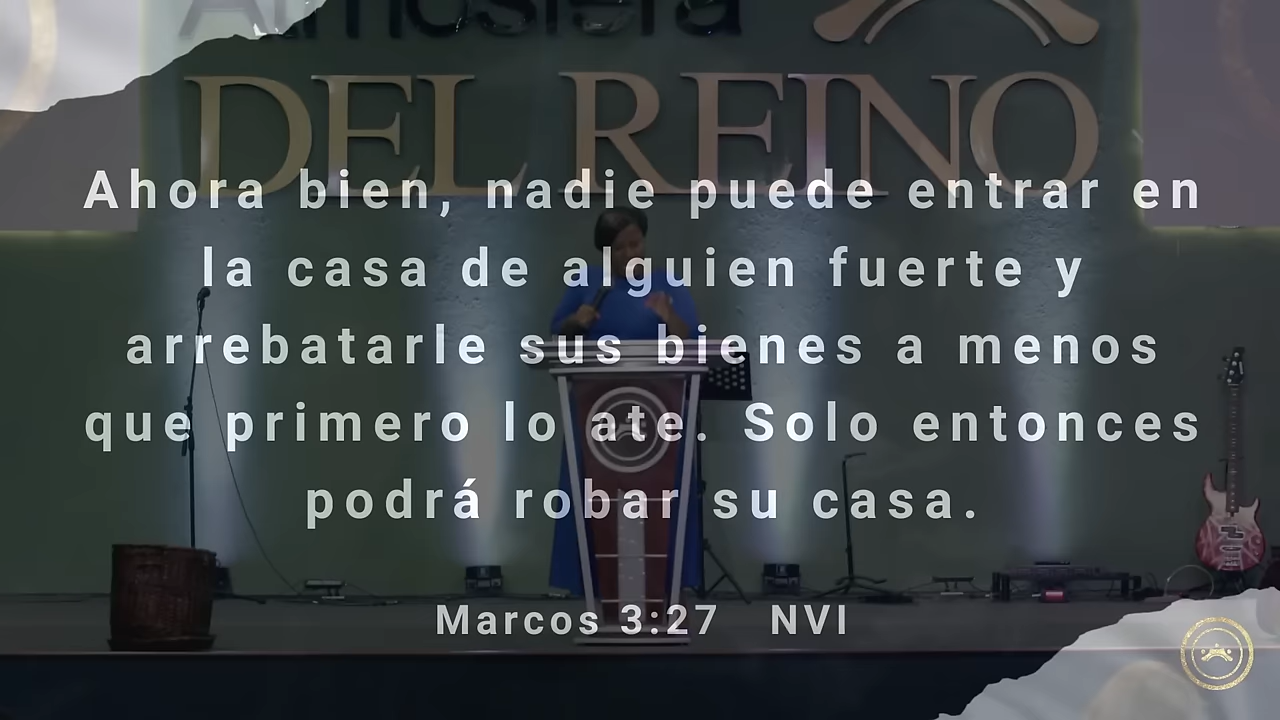 Atmósfera
DEL REINO
Ahora bien, nadie puede entrar en
la casa de alguien fuerte y
arrebatarle sus bienes a menos
que primero lo ate. Solo entonces
podrá robar su casa.
Marcos 3:27 NVI